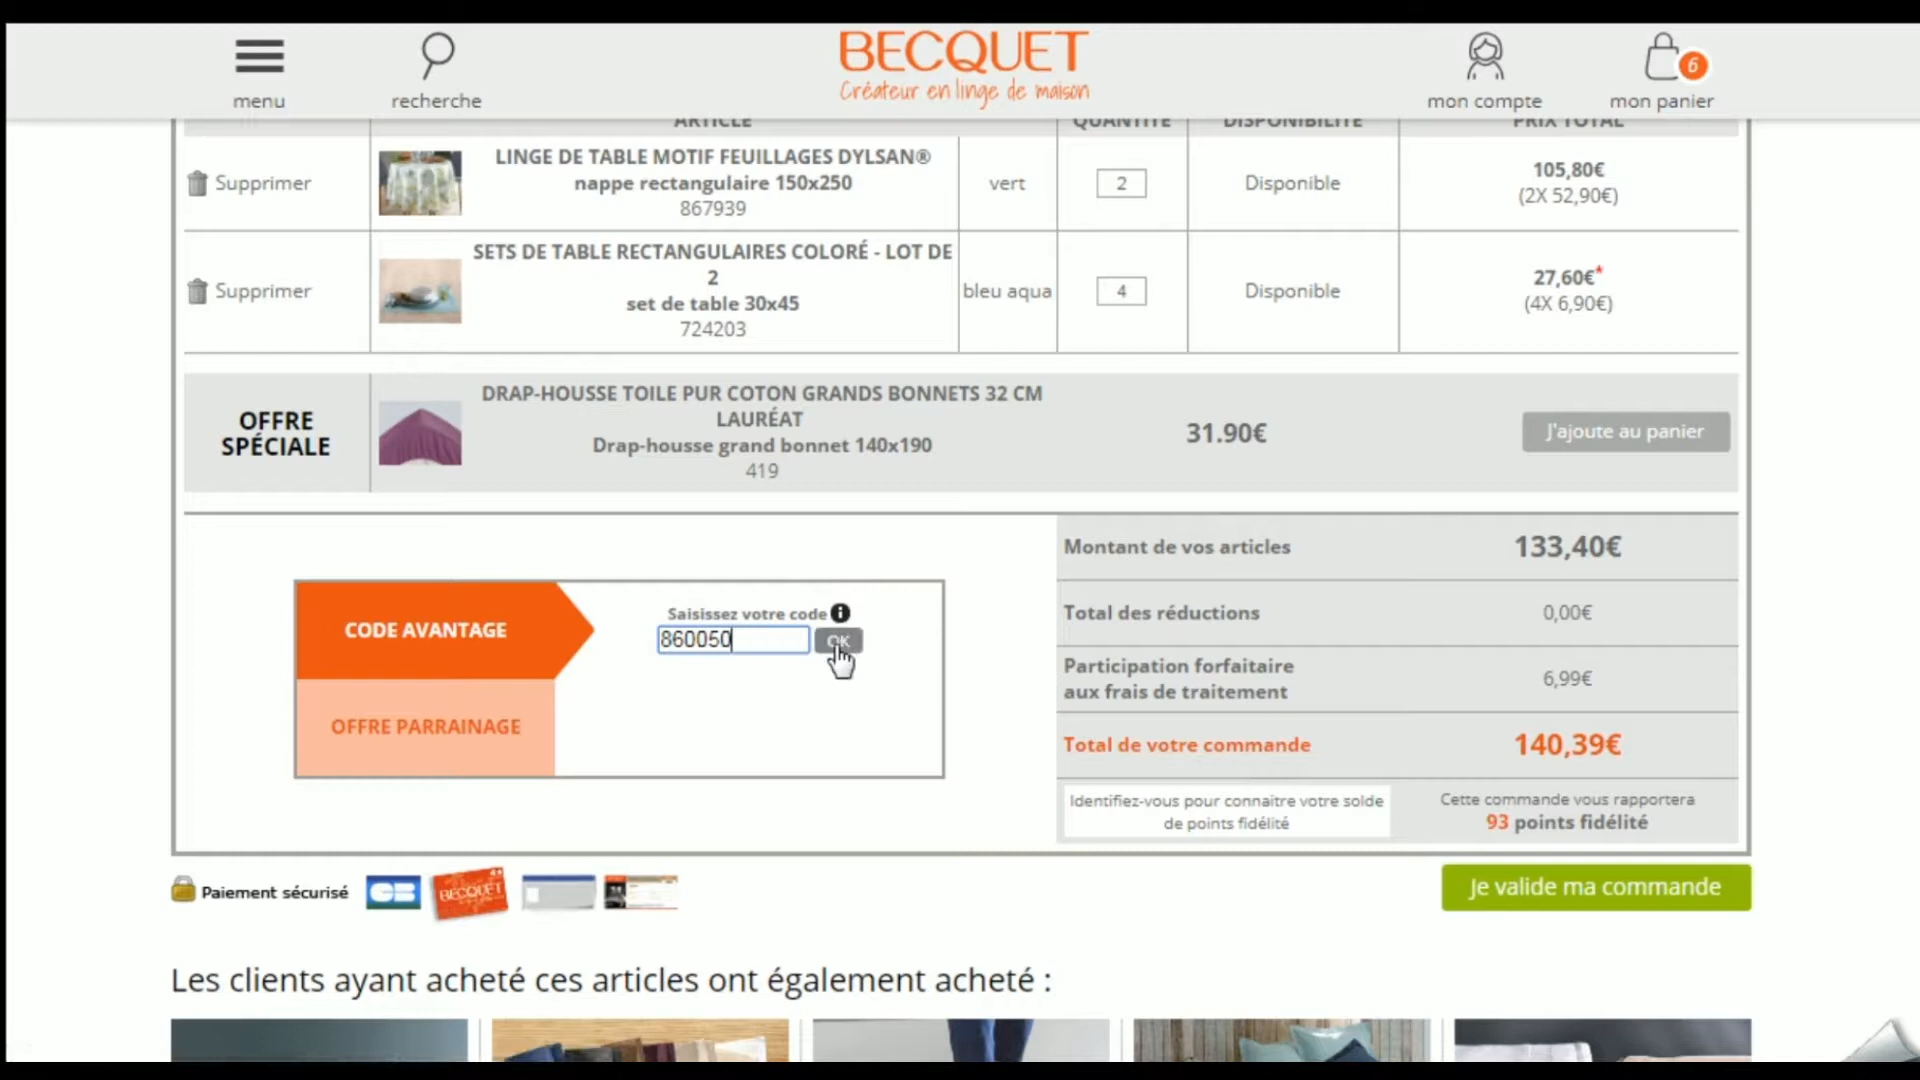 menu
recherche
BECQUET
Créateur en linge de maison
mon compte
mon panier
6
ARTICLE
QUANTITÉ
DISPONIBILITÉ
PRIX TOTAL
Supprimer
LINGE DE TABLE MOTIF FEUILLAGES DYLSAN®
nappe rectangulaire 150x250
867939
vert
2
Disponible
105,80€
(2X 52,90€)
Supprimer
SETS DE TABLE RECTANGULAIRES COLORÉ - LOT DE
2
set de table 30x45
724203
bleu aqua
4
Disponible
27,60€*
(4X 6,90€)
OFFRE
SPÉCIALE
DRAP-HOUSSE TOILE PUR COTON GRANDS BONNETS 32 CM
LAURÉAT
Drap-housse grand bonnet 140x190
419
31.90€
J'ajoute au panier
CODE AVANTAGE
Saisissez votre code i
860050
OK
OFFRE PARRAINAGE
Montant de vos articles
133,40€
Total des réductions
0,00€
Participation forfaitaire
aux frais de traitement
6,99€
Total de votre commande
140,39€
Identifiez-vous pour connaitre votre solde
de points fidélité
Cette commande vous rapportera
93 points fidélité
Paiement sécurisé
CB
BECQUET
Je valide ma commande
Les clients ayant acheté ces articles ont également acheté :